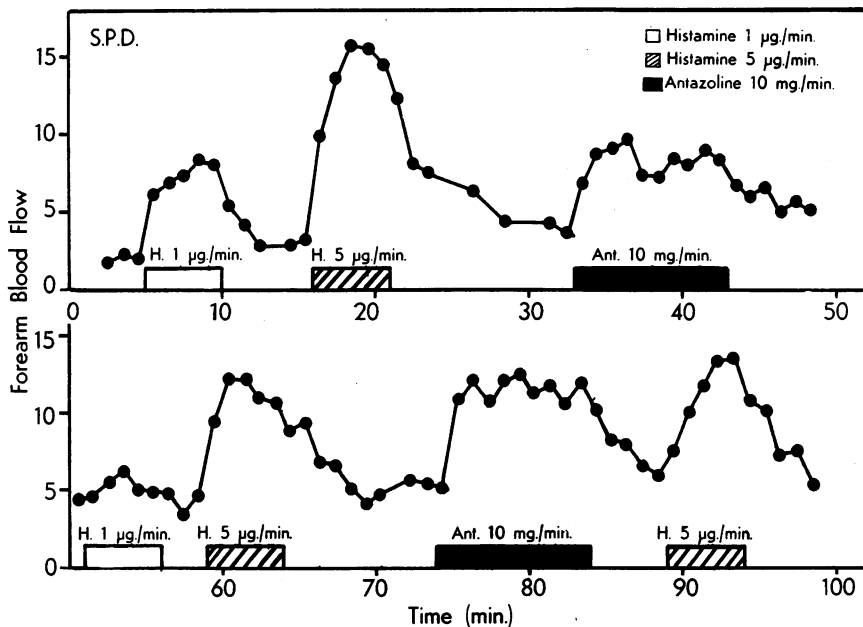 S.P.D.
Histamine 1 µg./min.
Histamine 5 µg./min.
Antazoline 10 mg./min.
Forearm Blood Flow
15
10
5
0
H. 1 µg./min.
H. 5 µg./min.
Ant. 10 mg./min.
0 10 20 30 40 50
15
10
5
0
H. 1 µg./min.
H. 5 µg./min.
Ant. 10 mg./min.
H. 5 µg./min.
60 70 80 90 100
Time (min.)